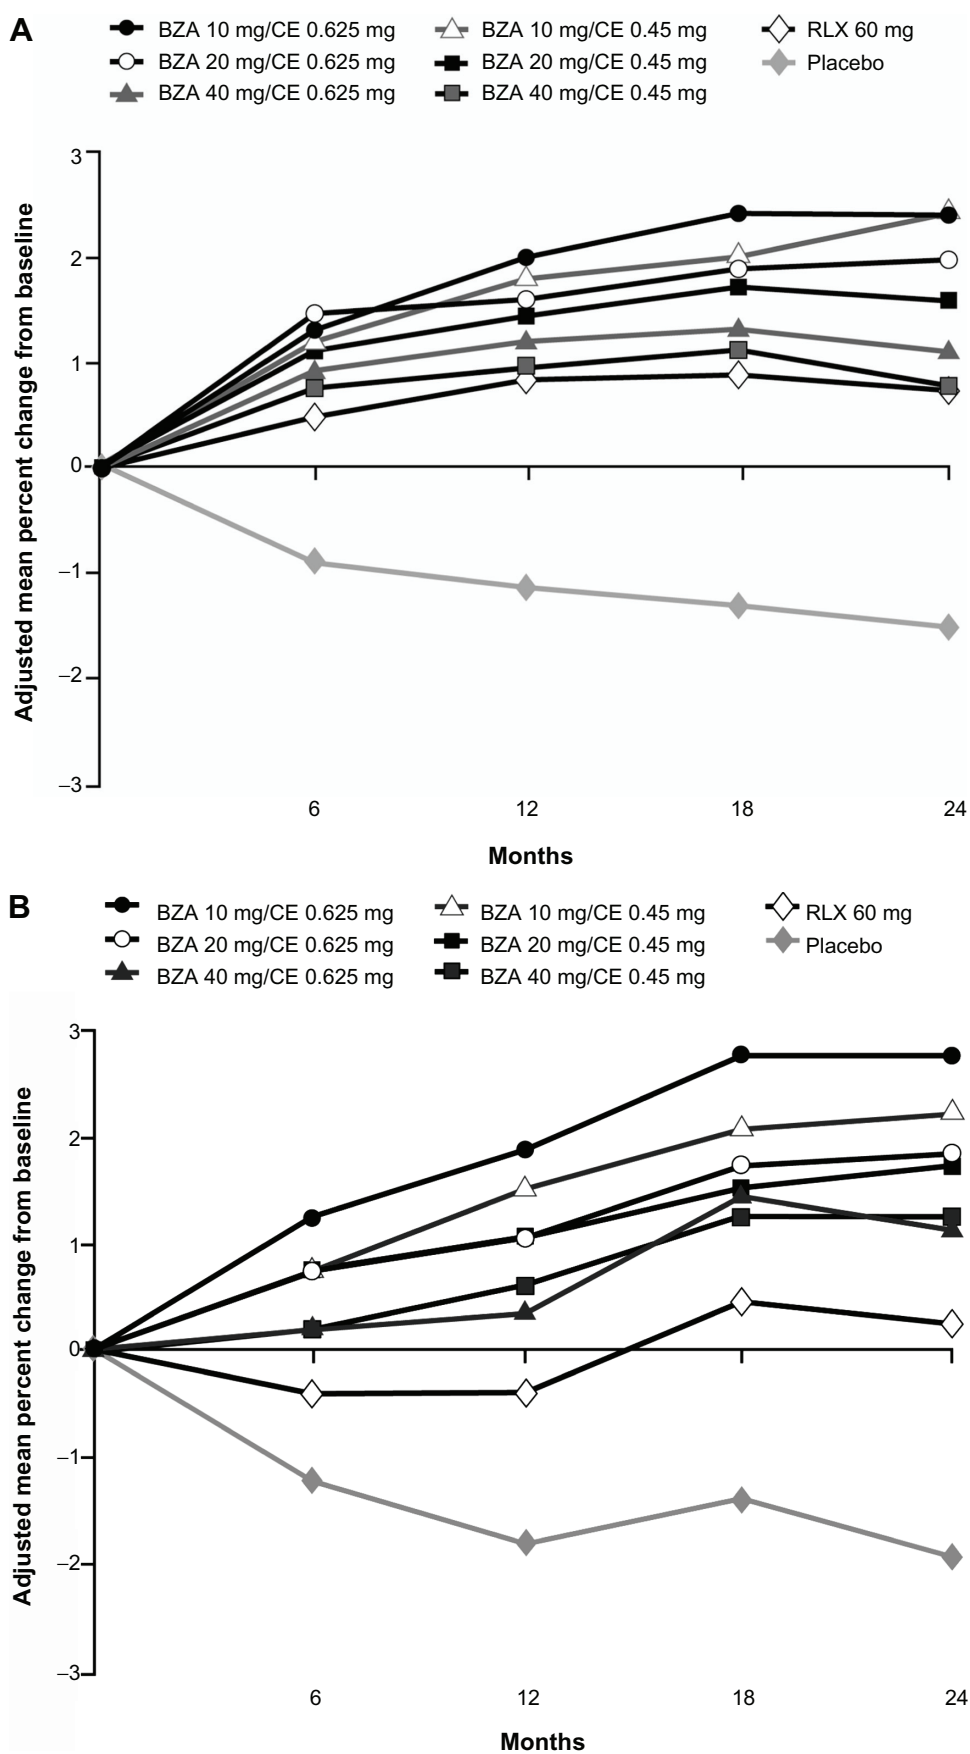 A
BZA 10 mg/CE 0.625 mg BZA 10 mg/CE 0.45 mg RLX 60 mg
BZA 20 mg/CE 0.625 mg BZA 20 mg/CE 0.45 mg Placebo
BZA 40 mg/CE 0.625 mg BZA 40 mg/CE 0.45 mg
Adjusted mean percent change from baseline
3
2
1
0
–1
–2
–3
6 12 18 24
Months
B
BZA 10 mg/CE 0.625 mg BZA 10 mg/CE 0.45 mg RLX 60 mg
BZA 20 mg/CE 0.625 mg BZA 20 mg/CE 0.45 mg Placebo
BZA 40 mg/CE 0.625 mg BZA 40 mg/CE 0.45 mg
Adjusted mean percent change from baseline
3
2
1
0
–1
–2
–3
6 12 18 24
Months